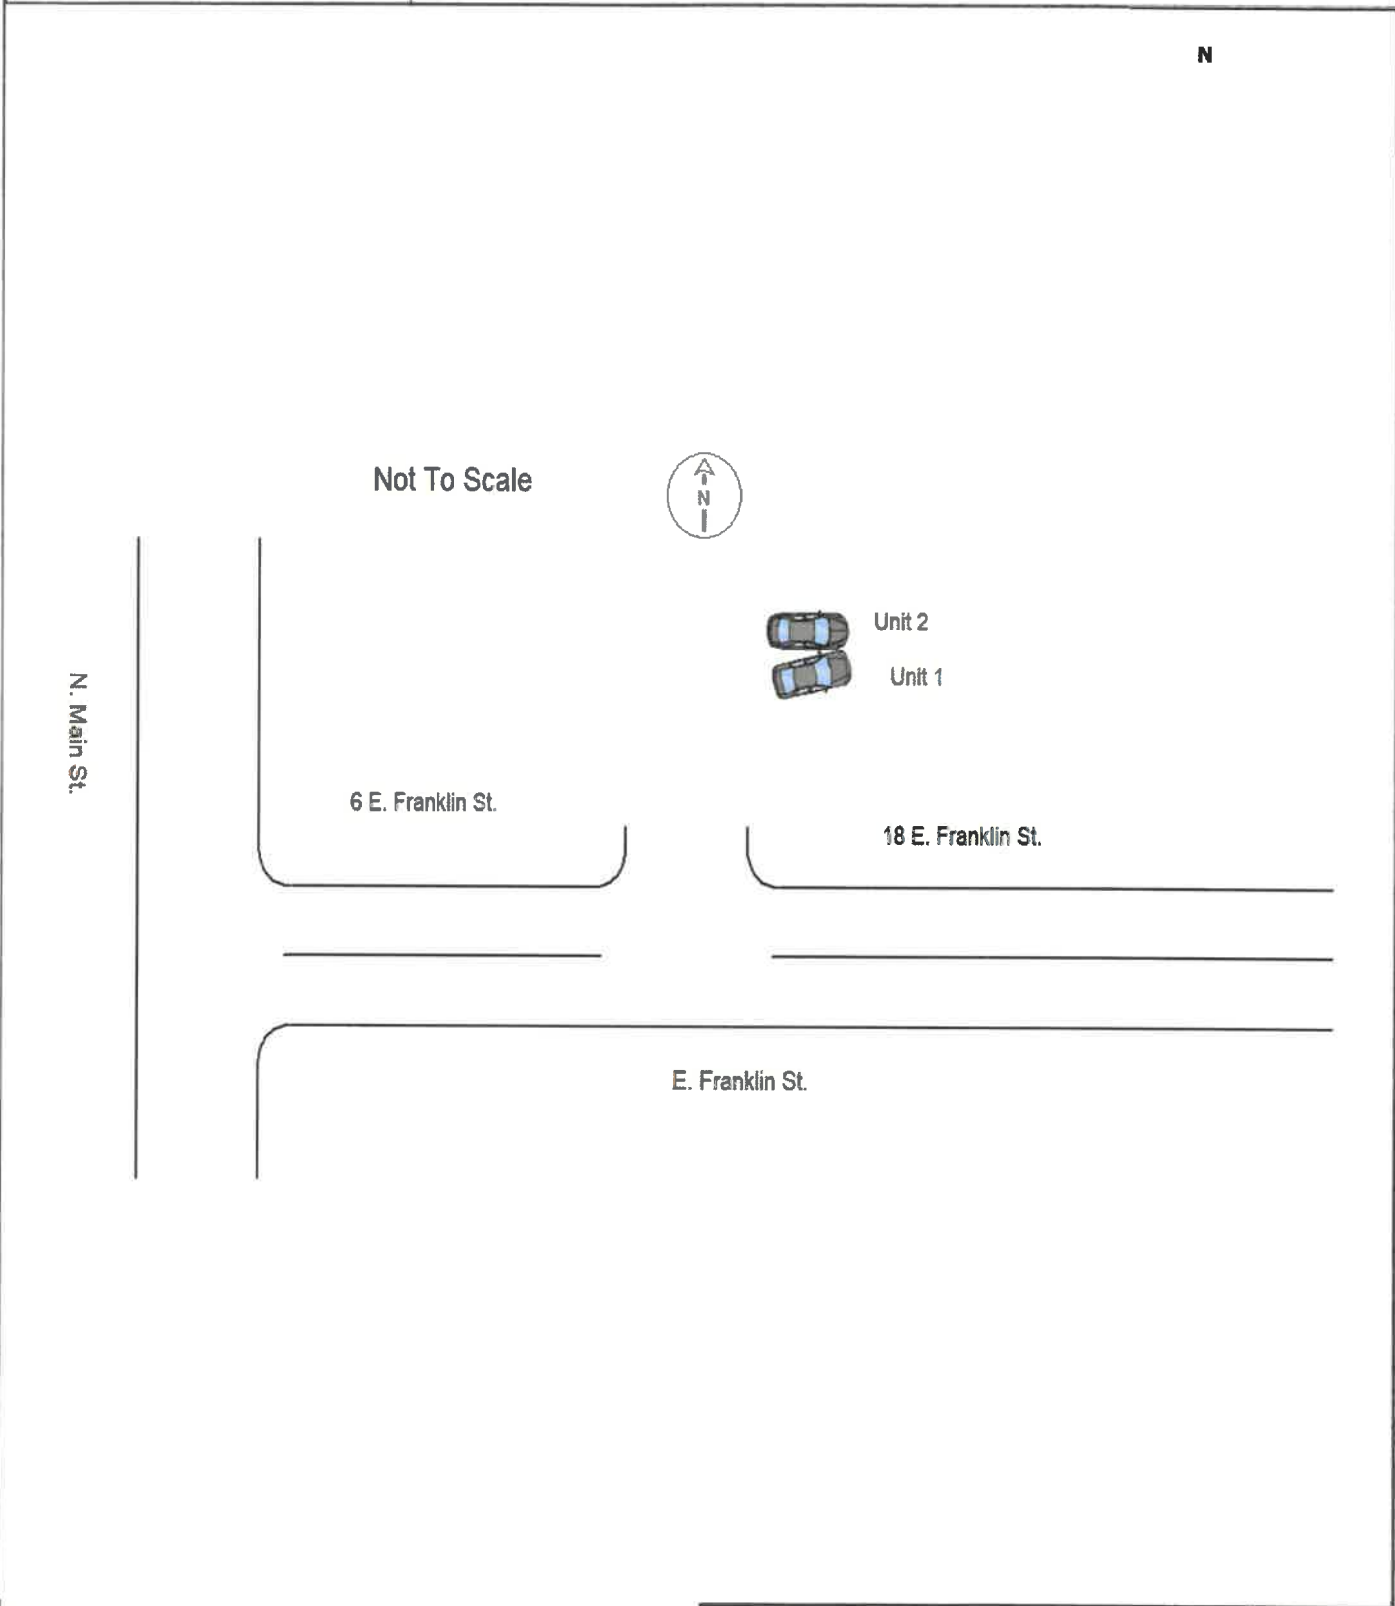 N
Not To Scale
N
Unit 2
Unit 1
N. Main St.
6 E. Franklin St.
18 E. Franklin St.
E. Franklin St.